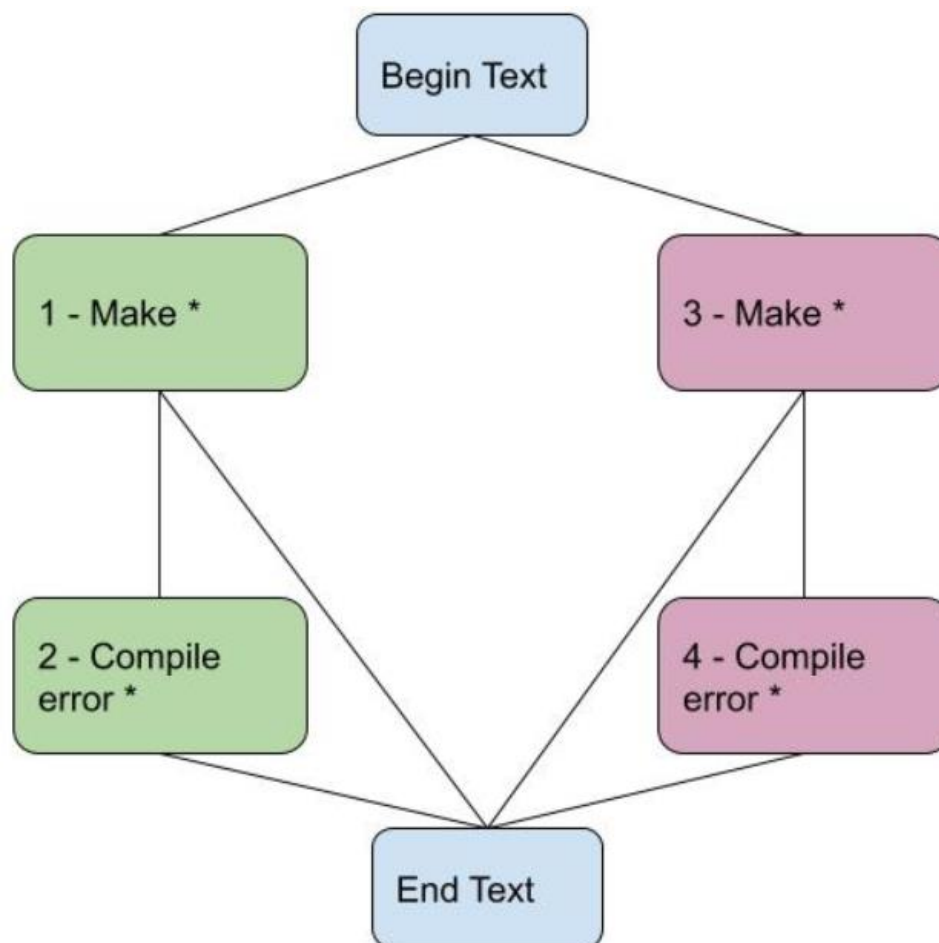 Begin Text
1 - Make *
3 - Make *
2 - Compile
error *
4 - Compile
error *
End Text